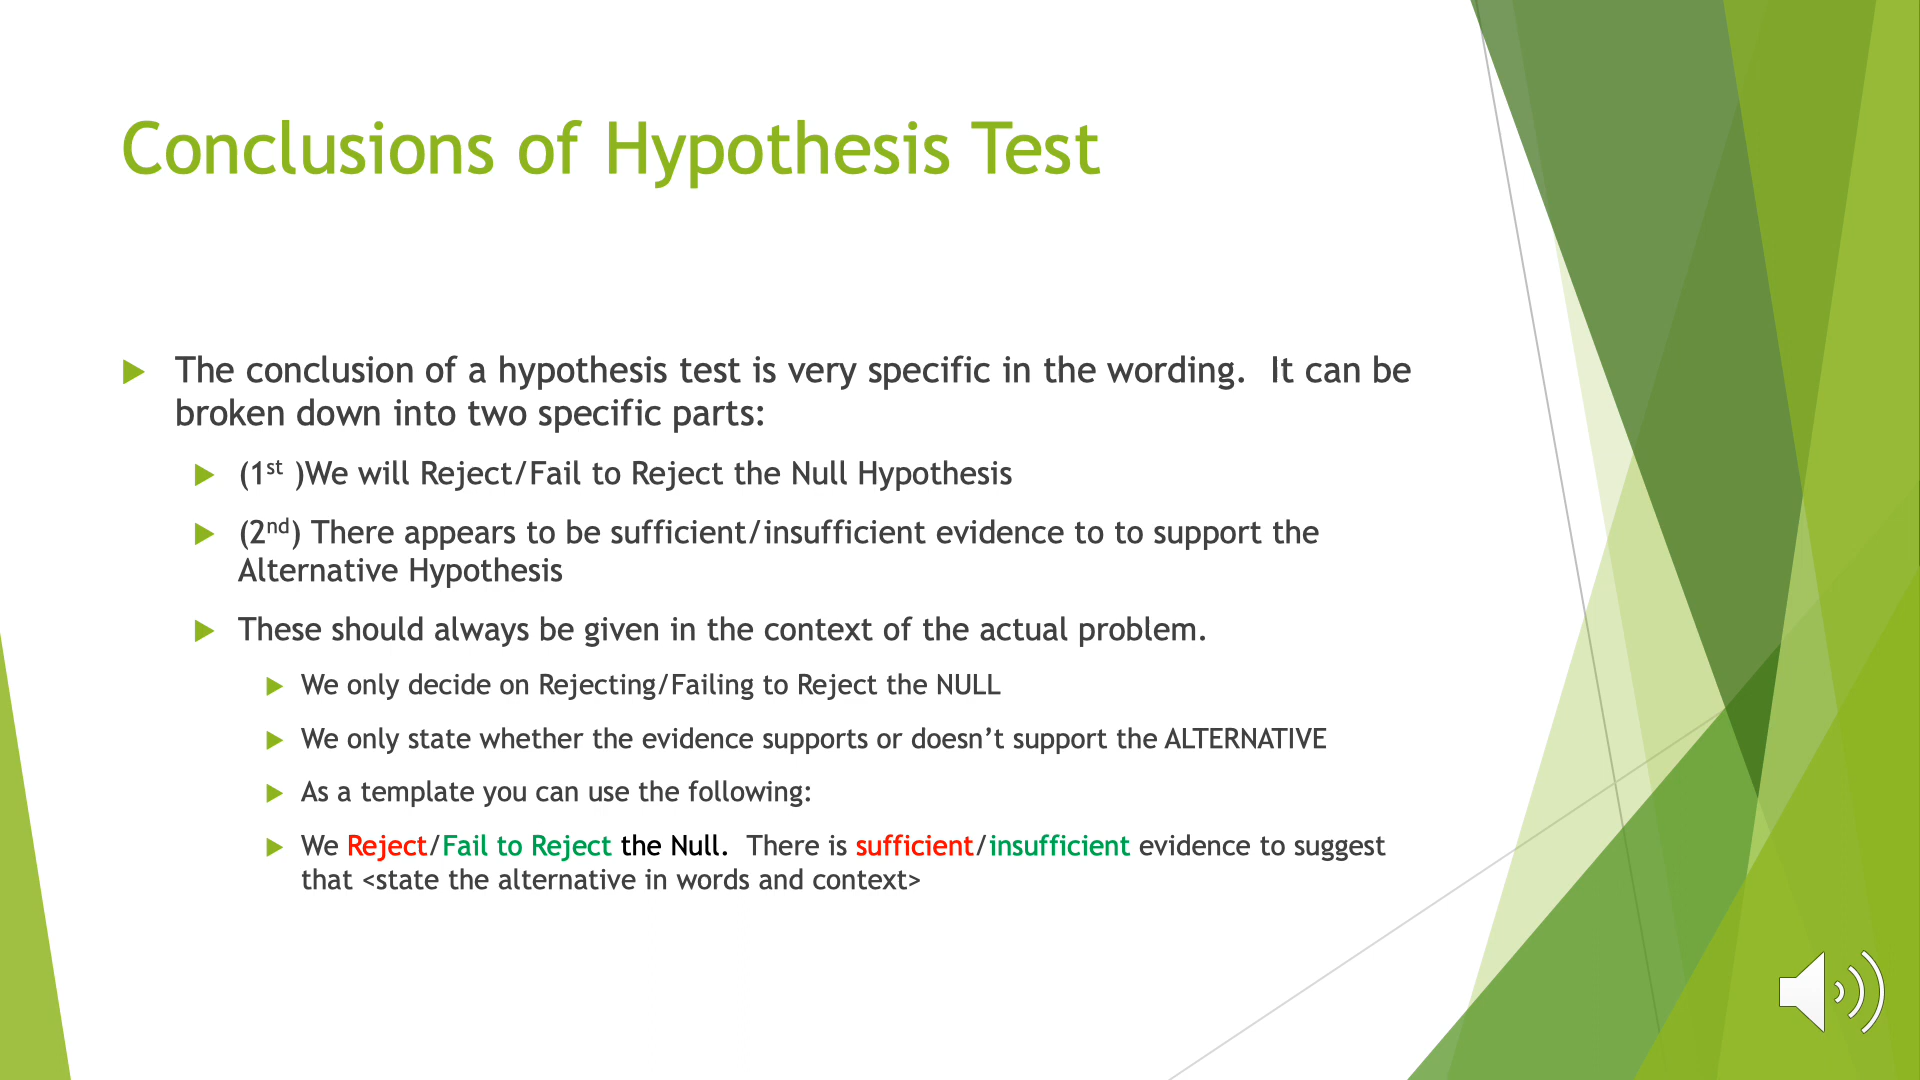 Conclusions of Hypothesis Test
The conclusion of a hypothesis test is very specific in the wording.  It can be
broken down into two specific parts:
(1st )We will Reject/Fail to Reject the Null Hypothesis
(2nd) There appears to be sufficient/insufficient evidence to to support the
Alternative Hypothesis
These should always be given in the context of the actual problem.
We only decide on Rejecting/Failing to Reject the NULL
We only state whether the evidence supports or doesn’t support the ALTERNATIVE
As a template you can use the following:
We Reject/Fail to Reject the Null.  There is sufficient/insufficient evidence to suggest
that <state the alternative in words and context>